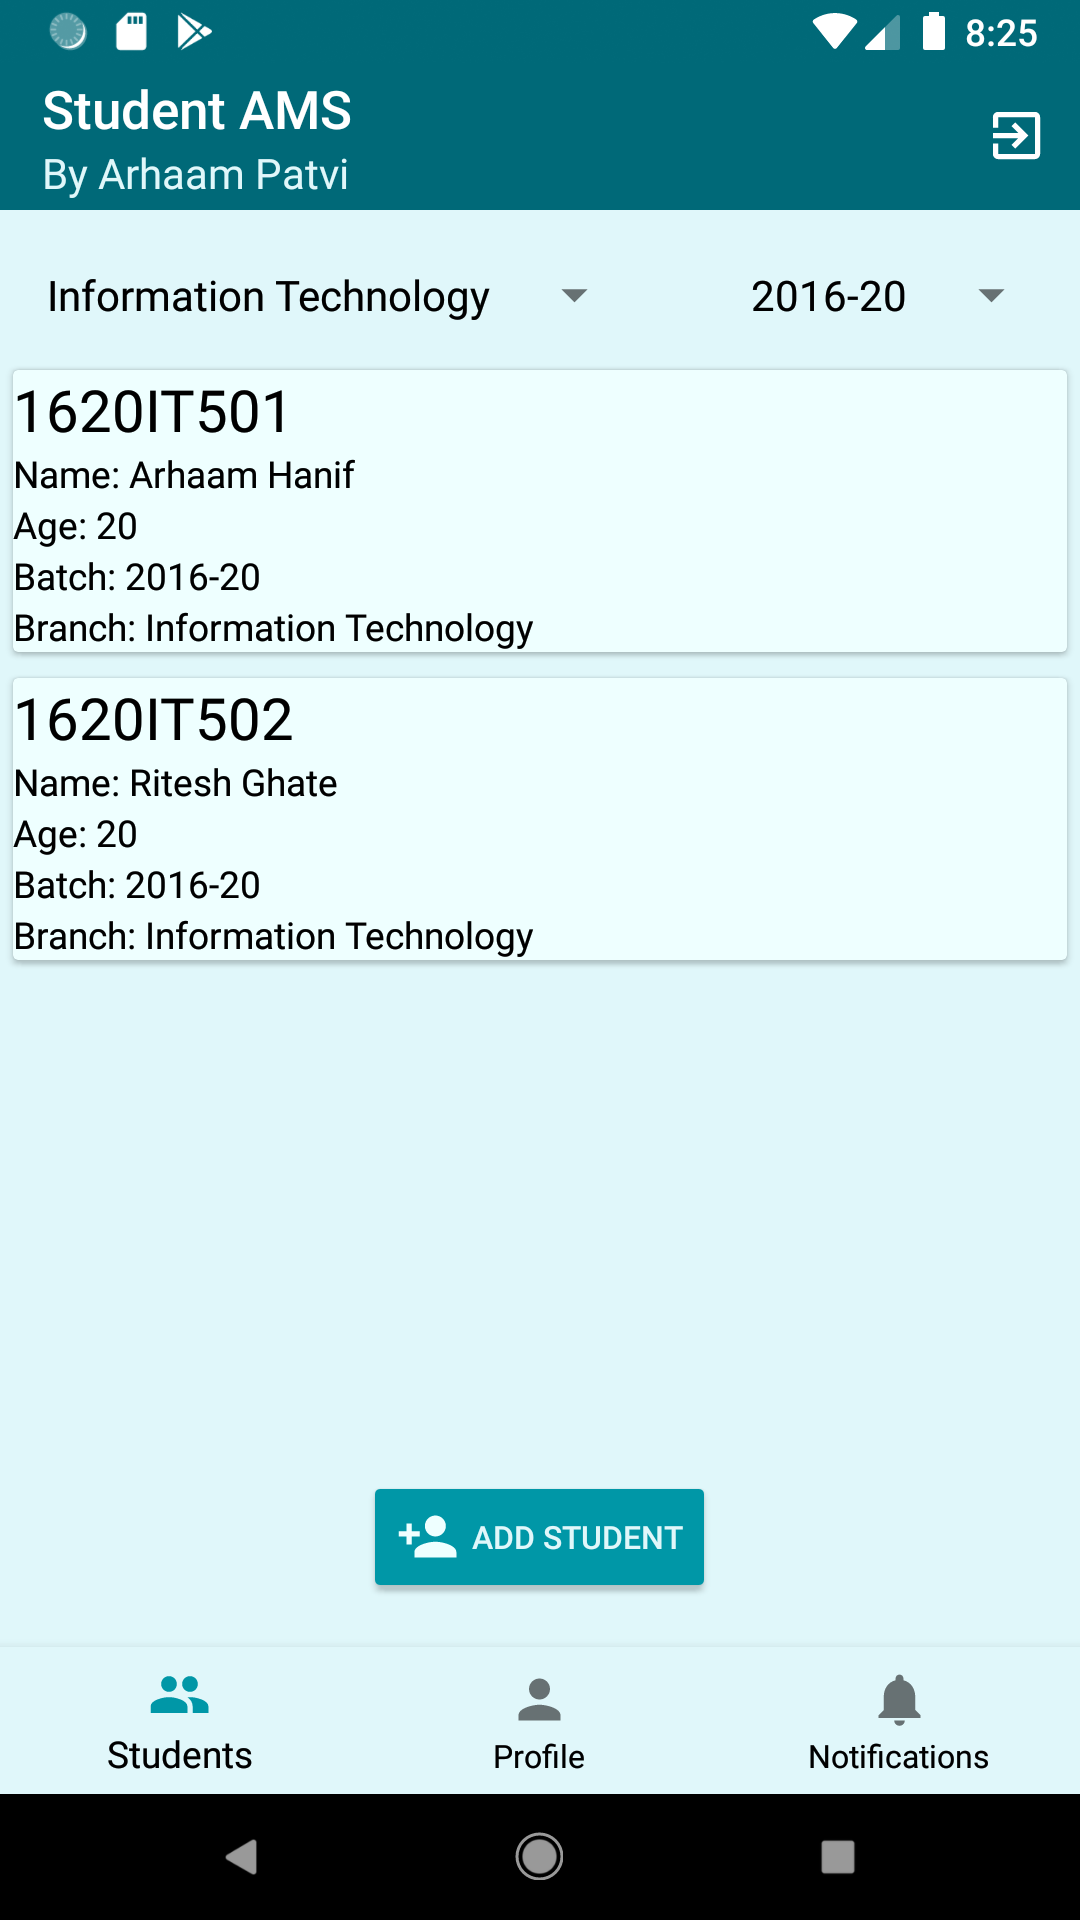 8:25
Student AMS
By Arhaam Patvi
Information Technology 2016-20
1620IT501
Name: Arhaam Hanif
Age: 20
Batch: 2016-20
Branch: Information Technology
1620IT502
Name: Ritesh Ghate
Age: 20
Batch: 2016-20
Branch: Information Technology
ADD STUDENT
Students Profile Notifications